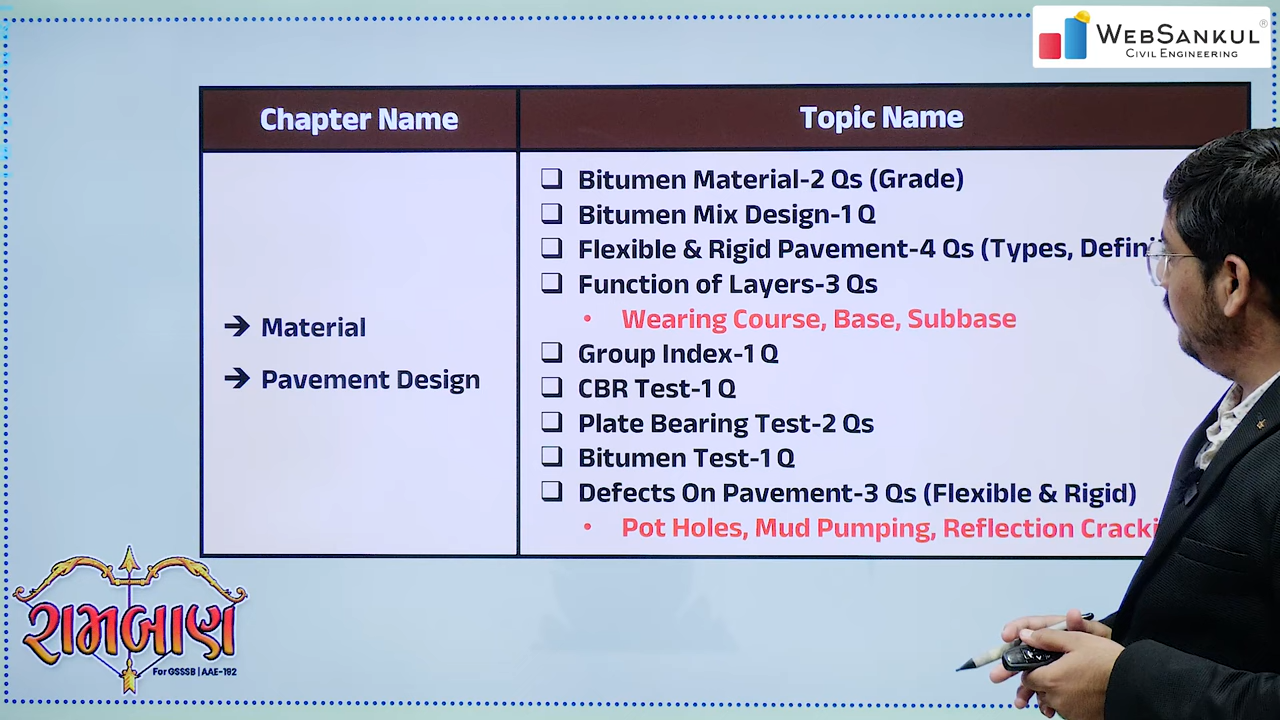 WEBSANKUL®
CIVIL ENGINEERING
Chapter Name
Topic Name
→ Material
→ Pavement Design
❑ Bitumen Material-2 Qs (Grade)
❑ Bitumen Mix Design-1 Q
❑ Flexible & Rigid Pavement-4 Qs (Types,
❑ Function of Layers-3 Qs
• Wearing Course, Base, Subbase
❑ Group Index-1 Q
❑ CBR Test-1 Q
❑ Plate Bearing Test-2 Qs
❑ Bitumen Test-1 Q
❑ Defects On Pavement-3 Qs (Flexible & Rigid)
• Pot Holes, Mud Pumping, Reflection
રામબાણ
For GSSSB | AAE-192